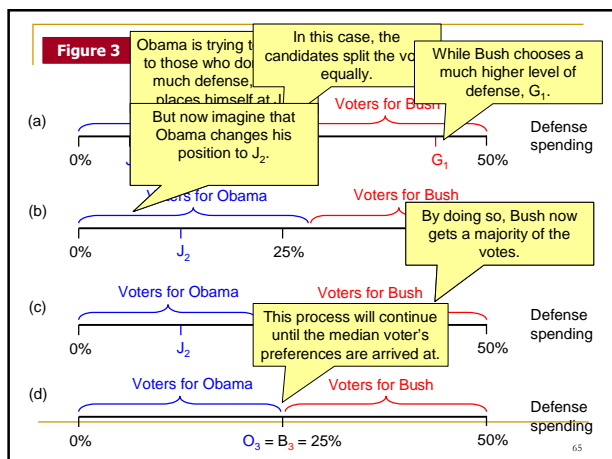 Figure 3
Obama is trying to
to those who don
much defense,
places himself at J
In this case, the
candidates split the vo
equally.
While Bush chooses a
much higher level of
defense, G₁.
But now imagine that
Obama changes his
position to J₂.
Voters for Bush
(a)
0%
J
G₁
50%
Defense
spending
Voters for Obama
Voters for Bush
(b)
0%
J₂
25%
By doing so, Bush now
gets a majority of the
votes.
Voters for Obama
Voters for Bush
(c)
0%
J₂
50%
Defense
spending
This process will continue
until the median voter's
preferences are arrived at.
Voters for Obama
Voters for Bush
(d)
0%
O₃ = B₃ = 25%
50%
Defense
spending
65